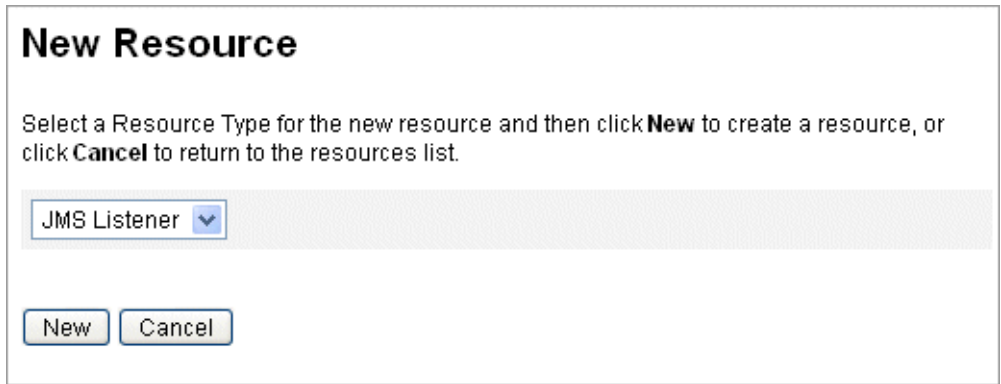 New Resource
Select a Resource Type for the new resource and then click New to create a resource, or
click Cancel to return to the resources list.
JMS Listener
New Cancel